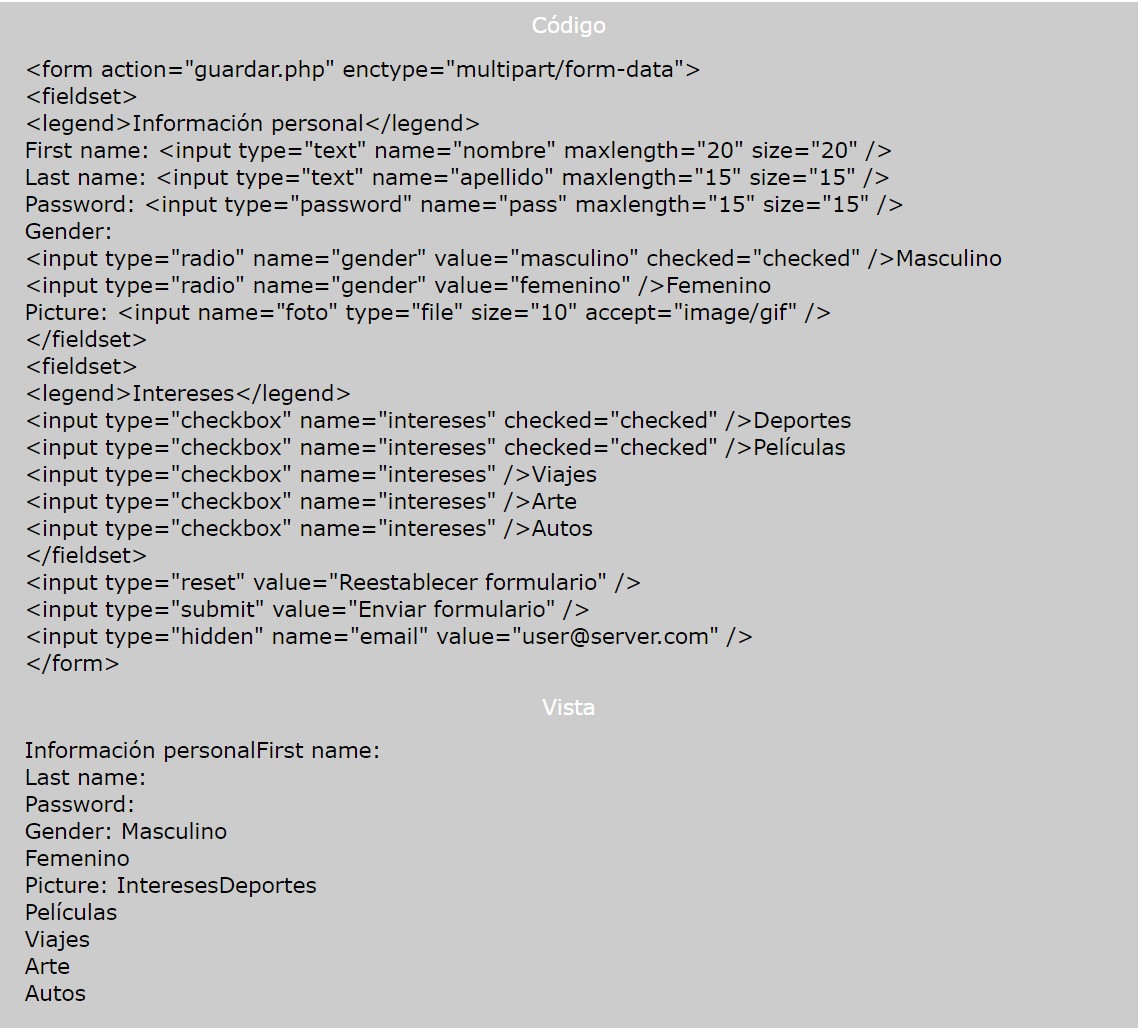 Código
<form action="guardar.php" enctype="multipart/form-data">
<fieldset>
<legend>Información personal</legend>
First name: <input type="text" name="nombre" maxlength="20" size="20" />
Last name: <input type="text" name="apellido" maxlength="15" size="15" />
Password: <input type="password" name="pass" maxlength="15" size="15" />
Gender:
<input type="radio" name="gender" value="masculino" checked="checked" />Masculino
<input type="radio" name="gender" value="femenino" />Femenino
Picture: <input name="foto" type="file" size="10" accept="image/gif" />
</fieldset>
<fieldset>
<legend>Intereses</legend>
<input type="checkbox" name="intereses" checked="checked" />Deportes
<input type="checkbox" name="intereses" checked="checked" />Películas
<input type="checkbox" name="intereses" />Viajes
<input type="checkbox" name="intereses" />Arte
<input type="checkbox" name="intereses" />Autos
</fieldset>
<input type="reset" value="Reestablecer formulario" />
<input type="submit" value="Enviar formulario" />
<input type="hidden" name="email" value="user@server.com" />
</form>
Vista
Información personalFirst name:
Last name:
Password:
Gender: Masculino
Femenino
Picture: InteresesDeportes
Películas
Viajes
Arte
Autos